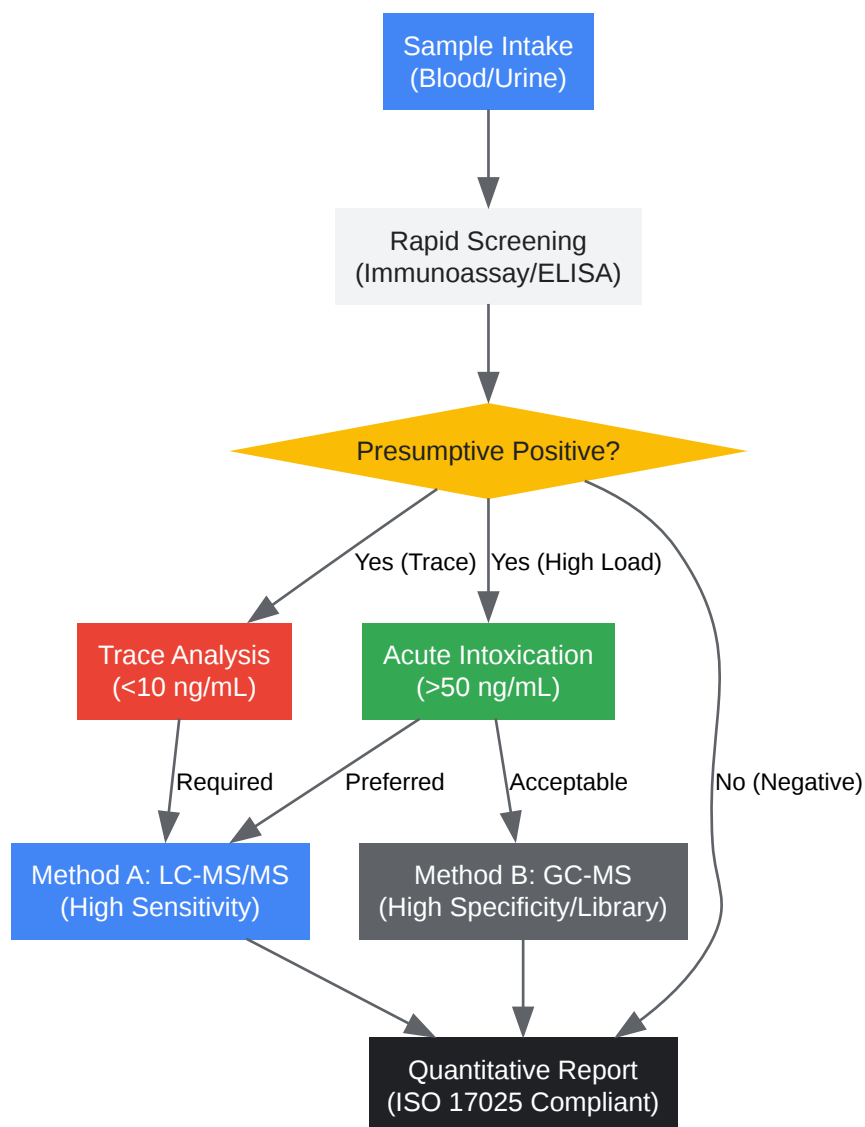 Sample Intake
(Blood/Urine)
Rapid Screening
(Immunoassay/ELISA)
Presumptive Positive?
Yes (Trace)
Yes (High Load)
Trace Analysis
(<10 ng/mL)
Acute Intoxication
(>50 ng/mL)
Required
Preferred
Acceptable
No (Negative)
Method A: LC-MS/MS
(High Sensitivity)
Method B: GC-MS
(High Specificity/Library)
Quantitative Report
(ISO 17025 Compliant)